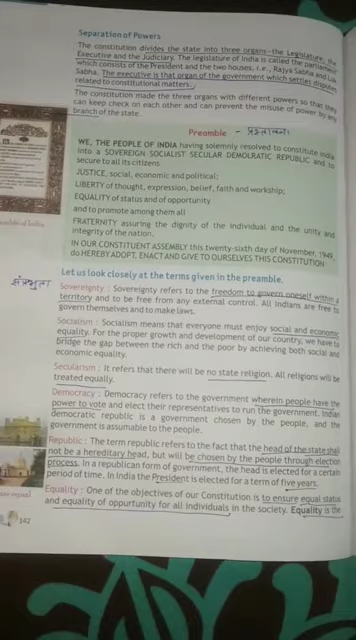 Separation of Powers
The constitution divides the state into three organs—the Legislature, the
Executive and the Judiciary. The legislature of India is called the parliament
which consists of the President and the two houses, i.e., Rajya Sabha and Lok
Sabha. The executive is that organ of the government which settles disputes
related to constitutional matters.
The constitution made the three organs with different powers so that they
can keep check on each other and can prevent the misuse of power by any
branch of the state.
Preamble - प्रस्तावना
WE, THE PEOPLE OF INDIA having solemnly resolved to constitute India
into a SOVEREIGN SOCIALIST SECULAR DEMOCRATIC REPUBLIC and to
secure to all its citizens
JUSTICE, social, economic and political;
LIBERTY of thought, expression, belief, faith and workship;
EQUALITY of status and of opportunity
and to promote among them all
FRATERNITY assuring the dignity of the individual and the unity and
integrity of the nation.
IN OUR CONSTITUENT ASSEMBLY this twenty-sixth day of November, 1949,
do HEREBY ADOPT, ENACT AND GIVE TO OURSELVES THIS CONSTITUTION
of India
Let us look closely at the terms given in the preamble.
Sovereignty : Sovereignty refers to the freedom to govern oneself within a
territory and to be free from any external control. All Indians are free to
govern themselves and to make laws.
Socialism : Socialism means that everyone must enjoy social and economic
equality. For the proper growth and development of our country, we have to
bridge the gap between the rich and the poor by achieving both social and
economic equality.
Secularism : It refers that there will be no state religion. All religions will be
treated equally.
Democracy : Democracy refers to the government wherein people have the
power to vote and elect their representatives to run the government. Indian
democratic republic is a government chosen by the people, and the
government is assumable to the people.
Republic : The term republic refers to the fact that the head of the state shall
not be a hereditary head, but will be chosen by the people through election
process. In a republican form of government, the head is elected for a certain
period of time. In India the President is elected for a term of five years.
Equality : One of the objectives of our Constitution is to ensure equal status
and equality of opportunity for all individuals in the society. Equality is the
are equal
142